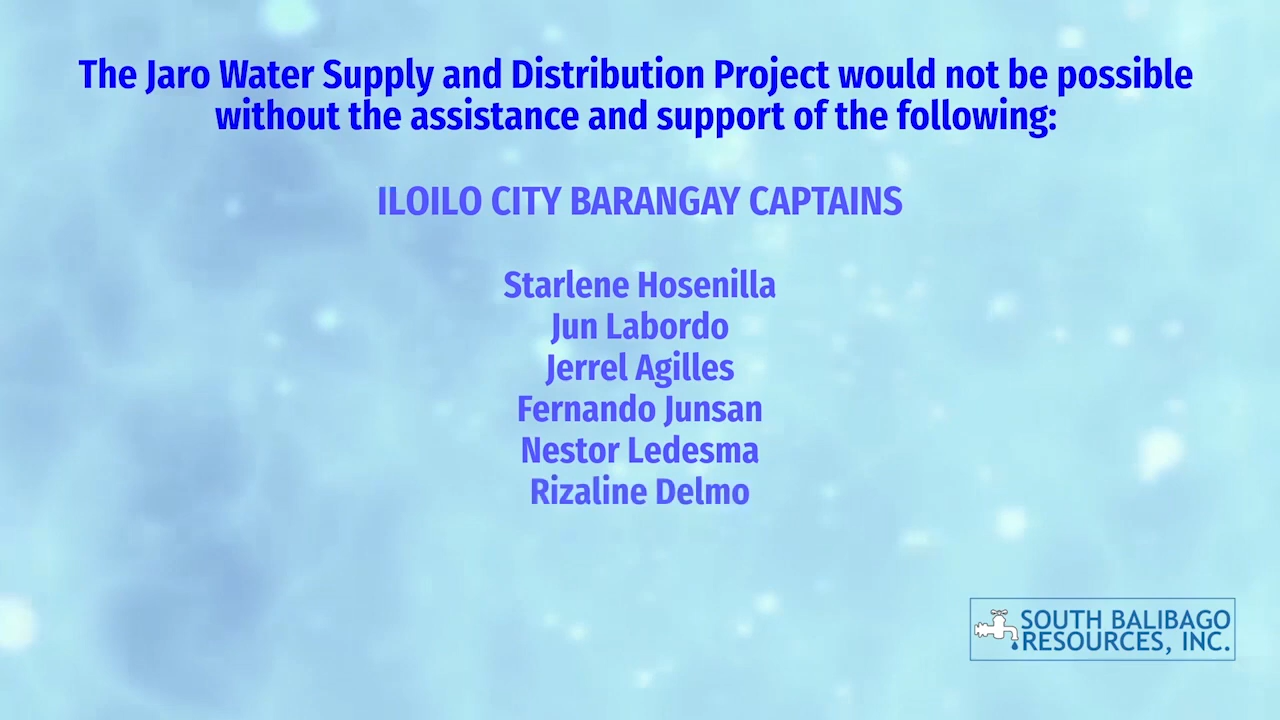 The Jaro Water Supply and Distribution Project would not be possible
without the assistance and support of the following:
ILOILO CITY BARANGAY CAPTAINS
Starlene Hosenilla
Jun Labordo
Jerrel Agilles
Fernando Junsan
Nestor Ledesma
Rizaline Delmo
SOUTH BALIBAGO
RESOURCES, INC.